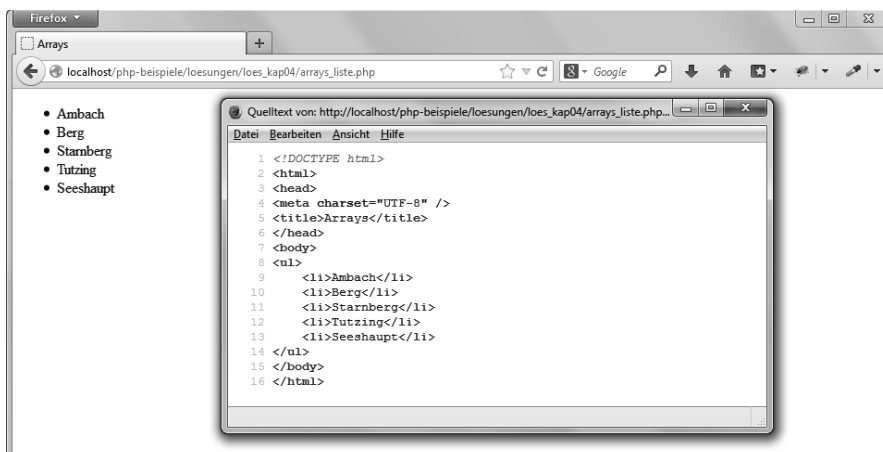 Firefox
Arrays
localhost/php-beispiele/loesungen/loes_kap04/arrays_liste.php
Google
• Ambach
• Berg
• Starnberg
• Tutzing
• Seeshaupt
Quelltext von: http://localhost/php-beispiele/loesungen/loes_kap04/arrays_liste.php...
Datei Bearbeiten Ansicht Hilfe
1 <!DOCTYPE html>
2 <html>
3 <head>
4 <meta charset="UTF-8" />
5 <title>Arrays</title>
6 </head>
7 <body>
8 <ul>
9 <li>Ambach</li>
10 <li>Berg</li>
11 <li>Starnberg</li>
12 <li>Tutzing</li>
13 <li>Seeshaupt</li>
14 </ul>
15 </body>
16 </html>